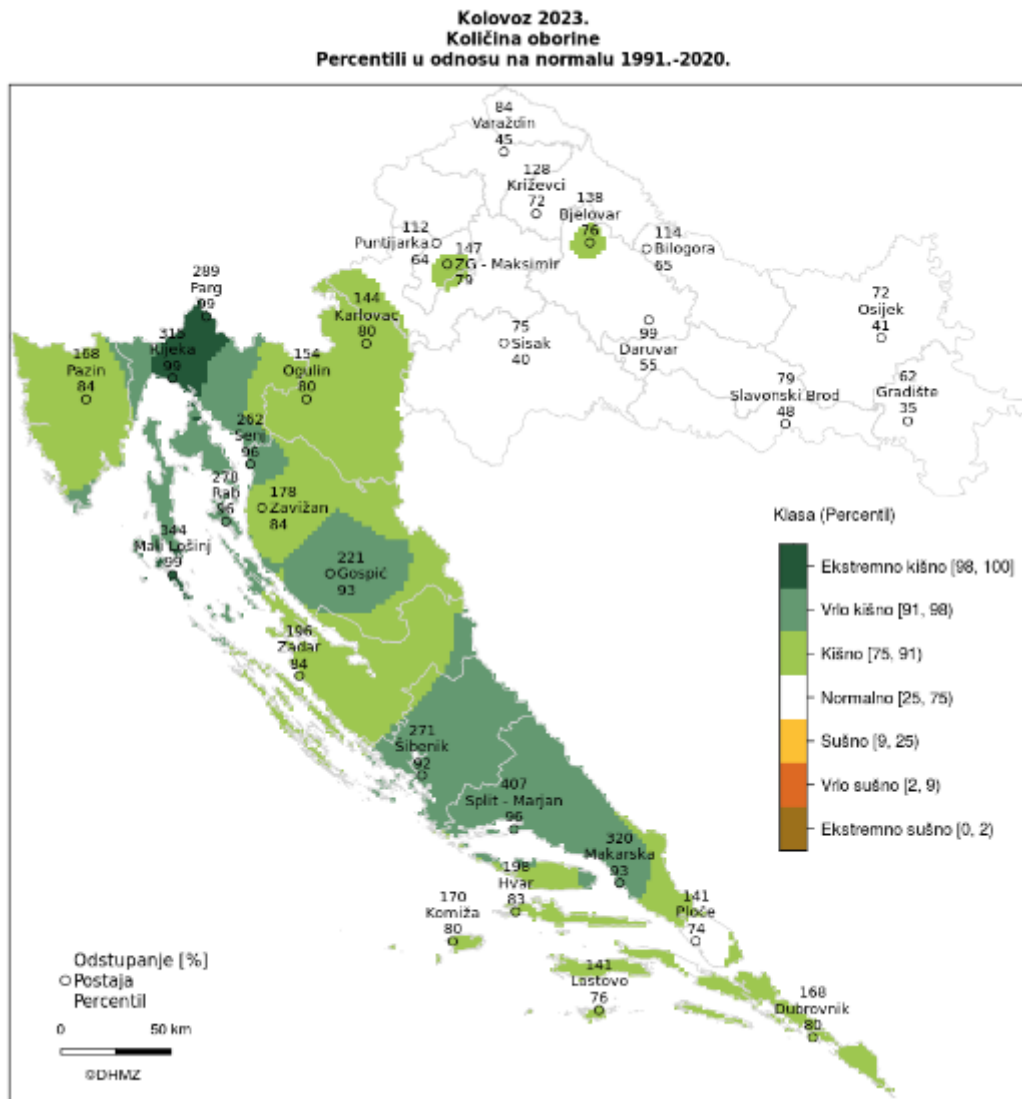 Kolovoz 2023.
Količina oborine
Percentili u odnosu na normalu 1991.-2020.
84
Varaždin
45
128
Križevci
72
138
Bjelovar
76
112
Puntijarka
64
147
ZG - Maksimir
79
114
Bilogora
65
289
Parg
99
144
Karlovac
80
75
Sisak
40
99
Daruvar
55
72
Osijek
41
Rijeka
99
168
Pazin
84
154
Ogulin
80
79
Slavonski Brod
48
62
Gradište
35
262
Senj
96
Rab
96
178
Zavižan
84
344
Mali Lošinj
99
221
Gospić
93
196
Zadar
84
271
Šibenik
92
407
Split - Marjan
96
320
Makarska
93
198
Hvar
83
170
Komiža
80
141
Ploče
74
141
Lastovo
76
168
Dubrovnik
80
Klasa (Percentil)
Ekstremno kišno [98, 100]
Vrlo kišno [91, 98)
Kišno [75, 91)
Normalno [25, 75)
Sušno [9, 25)
Vrlo sušno [2, 9)
Ekstremno sušno [0, 2)
Odstupanje [%]
Postaja
Percentil
0 50 km
©DHMZ